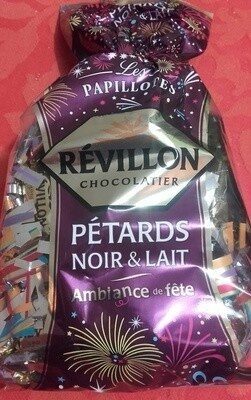 Les
PAPILLOTES
RÉVILLON
CHOCOLATIER
PÉTARDS
NOIR & LAIT
Ambiance de fête